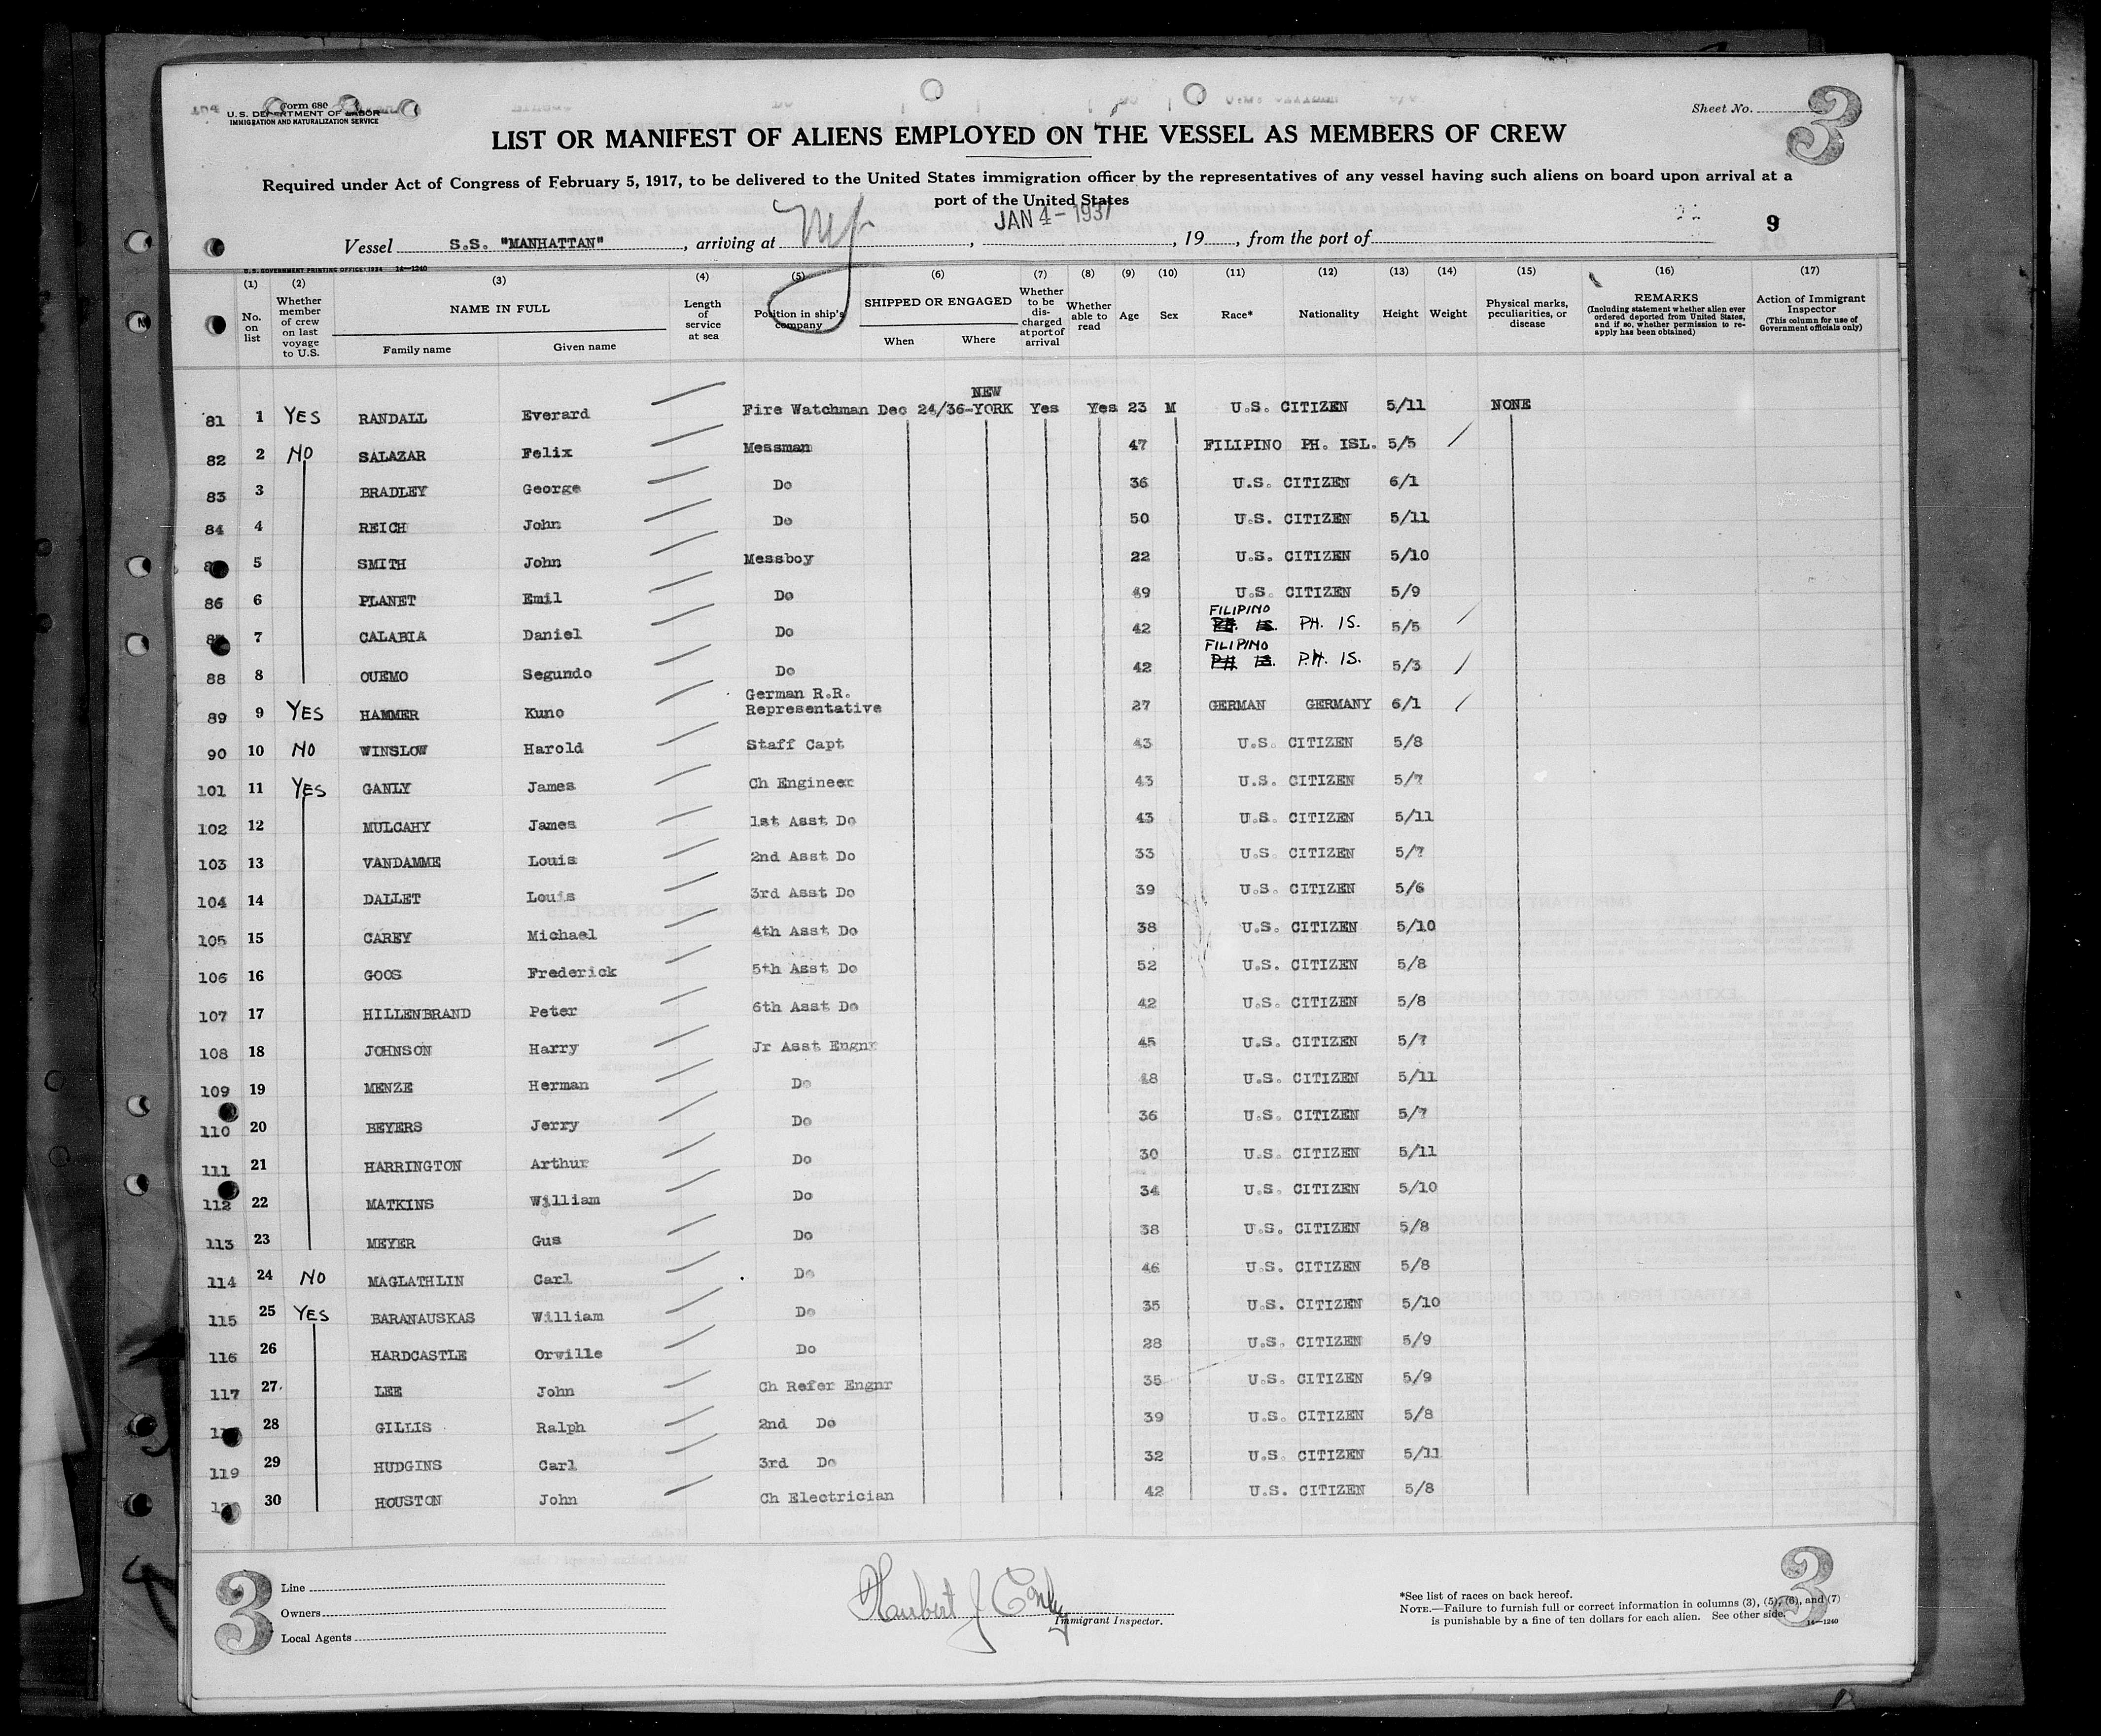 Form 680
U.S. DEPARTMENT OF LABOR
IMMIGRATION AND NATURALIZATION SERVICE
Sheet No. 3
LIST OR MANIFEST OF ALIENS EMPLOYED ON THE VESSEL AS MEMBERS OF CREW
Required under Act of Congress of February 5, 1917, to be delivered to the United States immigration officer by the representatives of any vessel having such aliens on board upon arrival at a
port of the United States
JAN 4 - 1937
Vessel S.S. "MANHATTAN", arriving at , , 19 , from the port of 9
U.S. GOVERNMENT PRINTING OFFICE: 1934 14—1240
(1) (2) (3) (4) (5) (6) (7) (8) (9) (10) (11) (12) (13) (14) (15) (16) (17)
No. on list
Whether member of crew on last voyage to U.S.
NAME IN FULL
Family name Given name
Length of service at sea
Position in ship's company
SHIPPED OR ENGAGED
When Where
Whether to be discharged at port of arrival
Whether able to read
Age Sex Race* Nationality Height Weight
Physical marks, peculiarities, or disease
REMARKS
(Including statement whether alien ever ordered deported from United States, and if so, whether permission to reapply has been obtained)
Action of Immigrant Inspector
(This column for use of Government officials only)
81 1 YES RANDALL Everard Fire Watchman Dec 24/36- NEW YORK Yes Yes 23 M U.S. CITIZEN 5/11 NONE
82 2 NO SALAZAR Felix Messman 47 FILIPINO PH. ISL. 5/5
83 3 BRADLEY George Do 36 U.S. CITIZEN 6/1
84 4 REICH John Do 50 U.S. CITIZEN 5/11
5 SMITH John Messboy 22 U.S. CITIZEN 5/10
86 6 PLANET Emil Do 49 U.S. CITIZEN 5/9
7 CALABIA Daniel Do 42 FILIPINO PH. IS. 5/5
88 8 OUEMO Segundo Do 42 FILIPINO P.H. IS. 5/3
89 9 YES HAMMER Kuno German R.R. Representative 27 GERMAN GERMANY 6/1
90 10 NO WINSLOW Harold Staff Capt 43 U.S. CITIZEN 5/8
101 11 YES GANLY James Ch Engineer 43 U.S. CITIZEN 5/7
102 12 MULCAHY James 1st Asst Do 43 U.S. CITIZEN 5/11
103 13 VANDAMME Louis 2nd Asst Do 33 U.S. CITIZEN 5/7
104 14 DALLET Louis 3rd Asst Do 39 U.S. CITIZEN 5/6
105 15 CAREY Michael 4th Asst Do 38 U.S. CITIZEN 5/10
106 16 GOOS Frederick 5th Asst Do 52 U.S. CITIZEN 5/8
107 17 HILLENBRAND Peter 6th Asst Do 42 U.S. CITIZEN 5/8
108 18 JOHNSON Harry Jr Asst Engnr 45 U.S. CITIZEN 5/7
109 19 MENZE Herman Do 48 U.S. CITIZEN 5/11
110 20 BEYERS Jerry Do 36 U.S. CITIZEN 5/7
111 21 HARRINGTON Arthur Do 30 U.S. CITIZEN 5/11
112 22 MATKINS William Do 34 U.S. CITIZEN 5/10
113 23 MEYER Gus Do 38 U.S. CITIZEN 5/8
114 24 NO MAGLATHLIN Carl Do 46 U.S. CITIZEN 5/8
115 25 YES BARANAUSKAS William Do 35 U.S. CITIZEN 5/10
116 26 HARDCASTLE Orville Do 28 U.S. CITIZEN 5/9
117 27 LEE John Ch Refer Engnr 35 U.S. CITIZEN 5/9
28 GILLIS Ralph 2nd Do 39 U.S. CITIZEN 5/8
119 29 HUDGINS Carl 3rd Do 32 U.S. CITIZEN 5/11
30 HOUSTON John Ch Electrician 42 U.S. CITIZEN 5/8
3
Line
Owners
Local Agents
Herbert J
Immigrant Inspector.
*See list of races on back hereof.
NOTE.—Failure to furnish full or correct information in columns (3), (5), (6), and (7)
is punishable by a fine of ten dollars for each alien. See other side.
14—1240
3